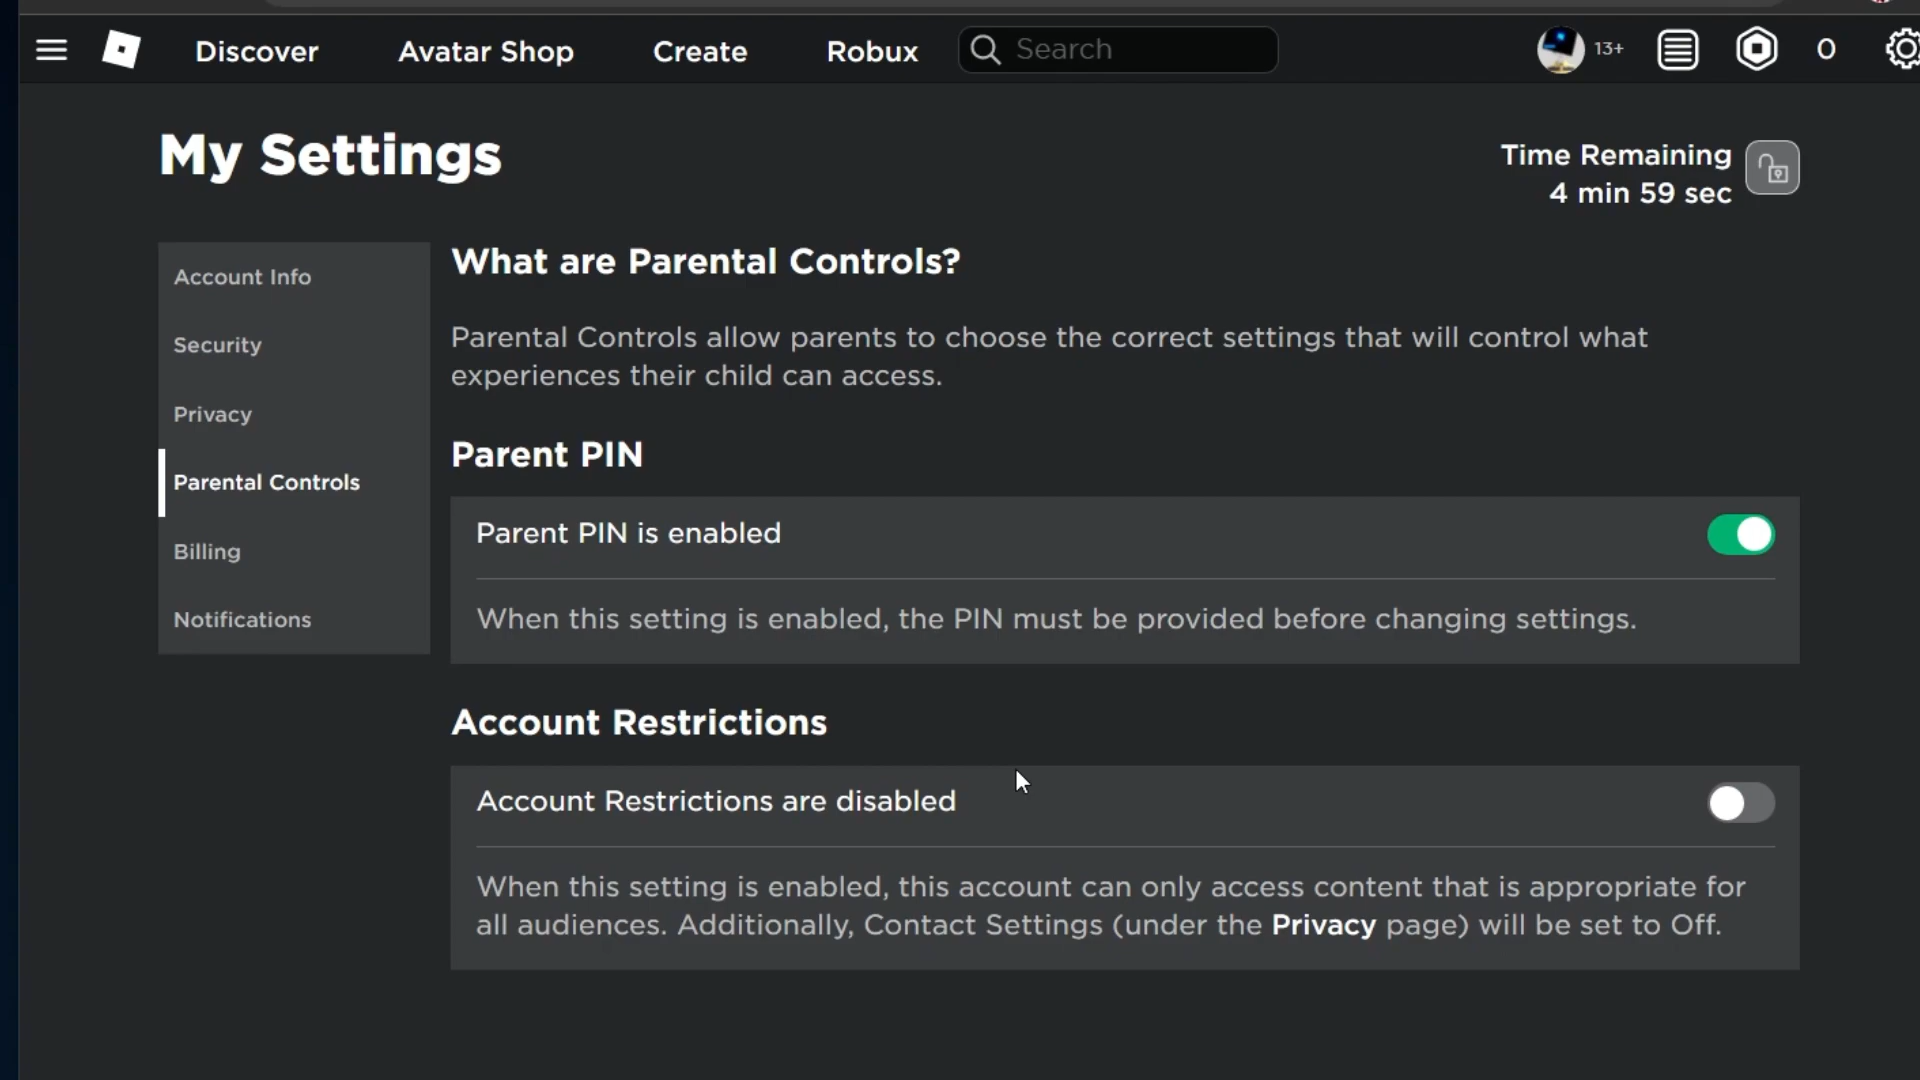 Discover Avatar Shop Create Robux Search 13+ 0
My Settings
Time Remaining
4 min 59 sec
Account Info
Security
Privacy
Parental Controls
Billing
Notifications
What are Parental Controls?
Parental Controls allow parents to choose the correct settings that will control what
experiences their child can access.
Parent PIN
Parent PIN is enabled
When this setting is enabled, the PIN must be provided before changing settings.
Account Restrictions
Account Restrictions are disabled
When this setting is enabled, this account can only access content that is appropriate for
all audiences. Additionally, Contact Settings (under the Privacy page) will be set to Off.